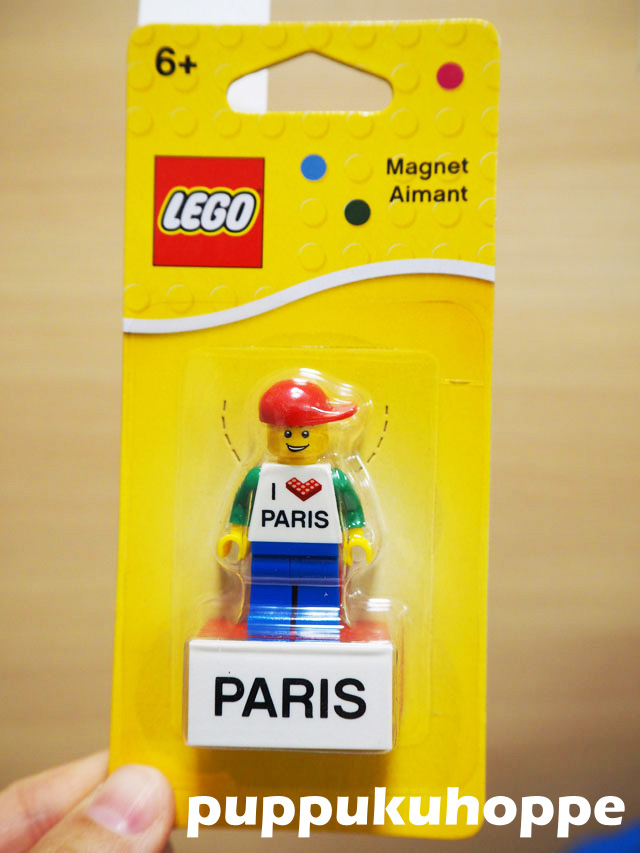 6+
LEGO
Magnet
Aimant
I
PARIS
PARIS
puppukuhoppe